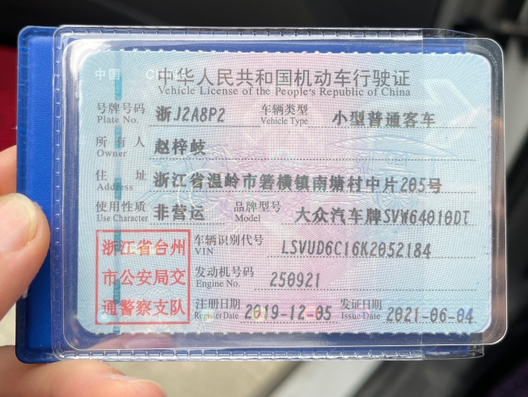 中国 C
中华人民共和国机动车行驶证
Vehicle License of the People's Republic of China
号牌号码 浙J2A8P2 车辆类型 小型普通客车
Plate No. Vehicle Type
所有人 赵梓岐
Owner
住址 浙江省温岭市箬横镇南塘村中片205号
Address
使用性质 非营运 品牌型号 大众汽车牌SVW64010DT
Use Character Model
浙江省台州
市公安局交
通警察支队
车辆识别代号 LSVUD6C16K2052184
VIN
发动机号码 250921
Engine No.
注册日期 2019-12-05 发证日期 2021-06-04
Register Date Issue Date